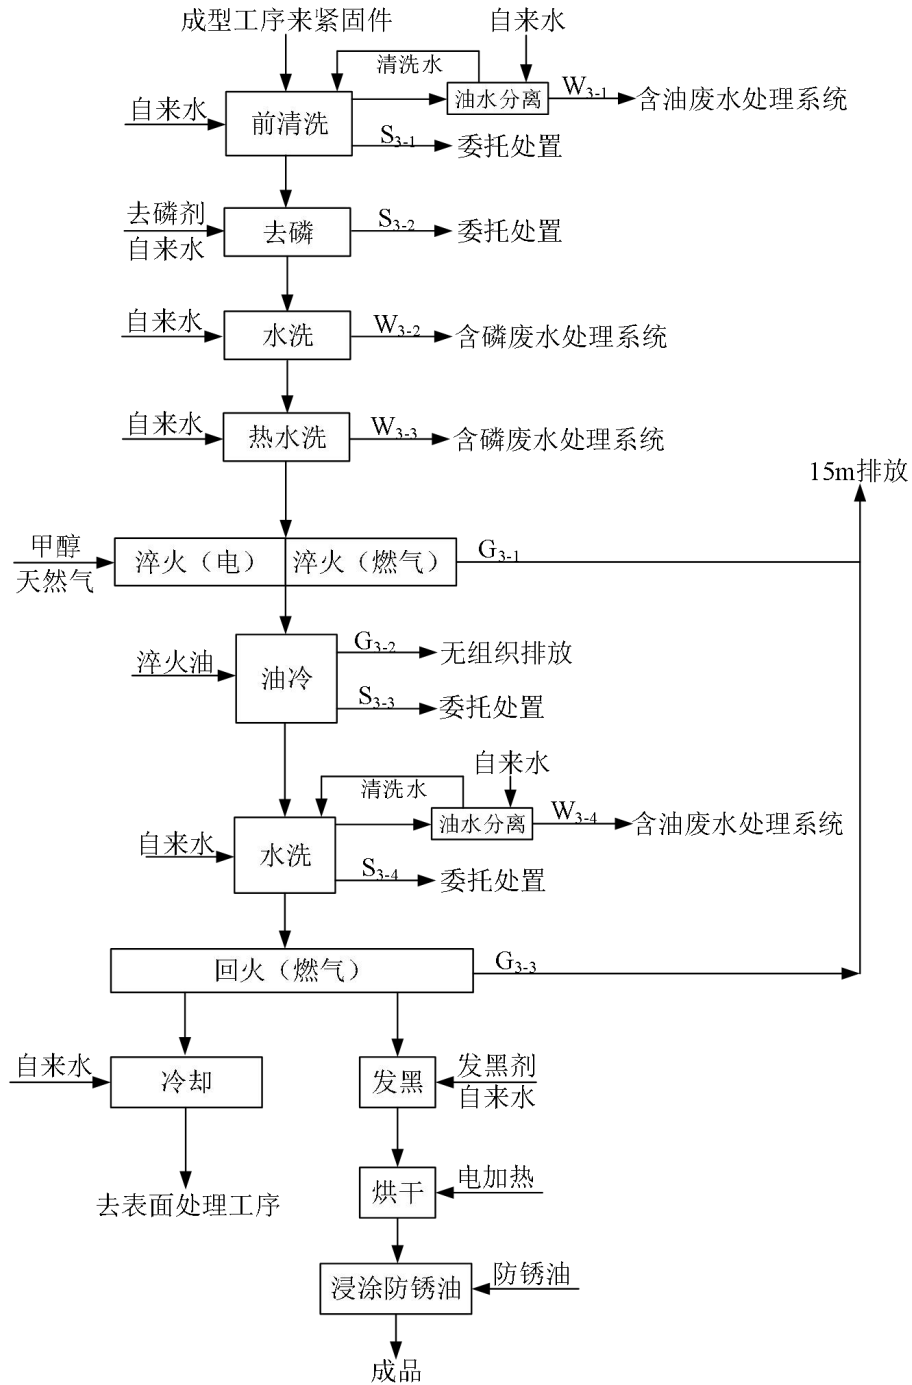 成型工序来紧固件
自来水
清洗水
油水分离
W3-1
含油废水处理系统
自来水
前清洗
S3-1
委托处置
去磷剂
自来水
去磷
S3-2
委托处置
自来水
水洗
W3-2
含磷废水处理系统
自来水
热水洗
W3-3
含磷废水处理系统
15m排放
甲醇
天然气
淬火（电）
淬火（燃气）
G3-1
淬火油
油冷
G3-2
无组织排放
S3-3
委托处置
自来水
清洗水
油水分离
W3-4
含油废水处理系统
自来水
水洗
S3-4
委托处置
回火（燃气）
G3-3
自来水
冷却
发黑
发黑剂
自来水
烘干
电加热
去表面处理工序
浸涂防锈油
防锈油
成品